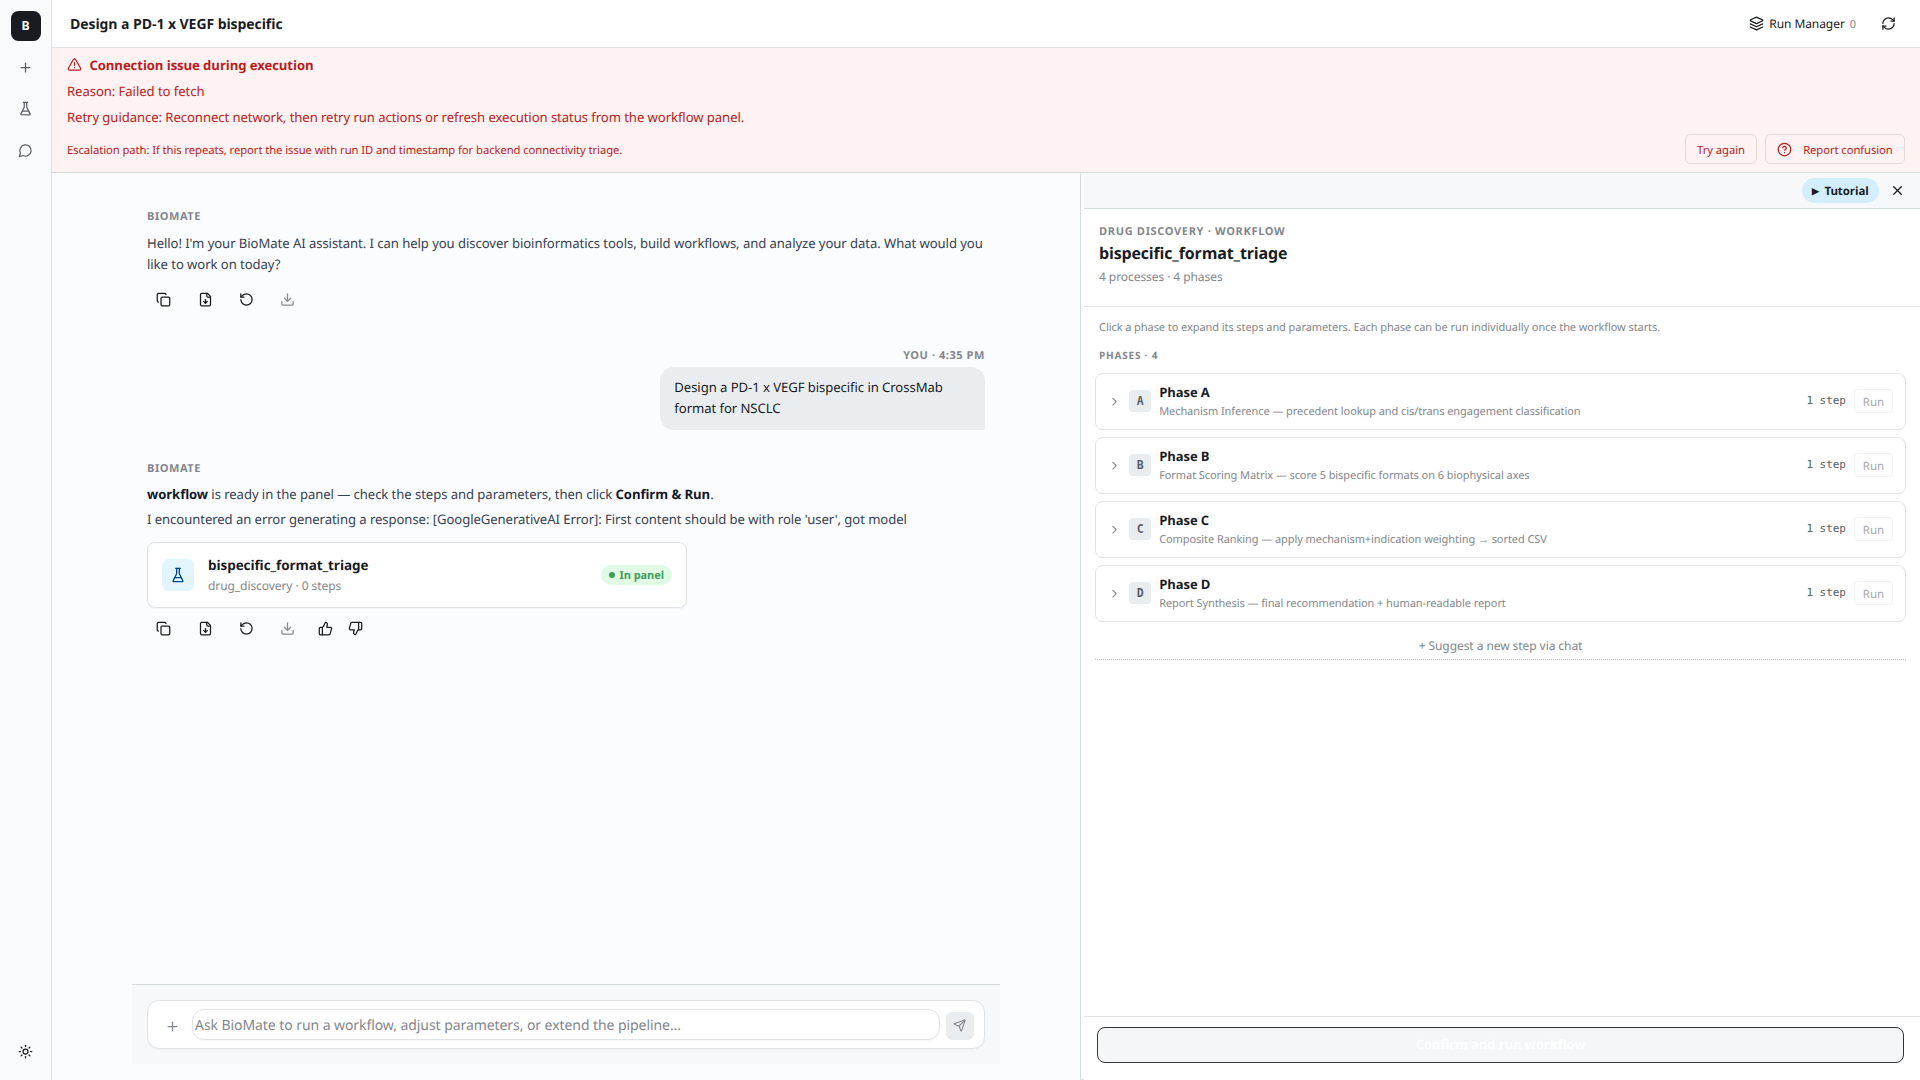 B
Design a PD-1 x VEGF bispecific
Run Manager 0
Connection issue during execution
Reason: Failed to fetch
Retry guidance: Reconnect network, then retry run actions or refresh execution status from the workflow panel.
Escalation path: If this repeats, report the issue with run ID and timestamp for backend connectivity triage.
Try again
Report confusion
BIOMATE
Hello! I'm your BioMate AI assistant. I can help you discover bioinformatics tools, build workflows, and analyze your data. What would you
like to work on today?
YOU · 4:35 PM
Design a PD-1 x VEGF bispecific in CrossMab
format for NSCLC
BIOMATE
workflow is ready in the panel — check the steps and parameters, then click Confirm & Run.
I encountered an error generating a response: [GoogleGenerativeAI Error]: First content should be with role 'user', got model
bispecific_format_triage
drug_discovery · 0 steps
In panel
Ask BioMate to run a workflow, adjust parameters, or extend the pipeline...
▶ Tutorial
DRUG DISCOVERY · WORKFLOW
bispecific_format_triage
4 processes · 4 phases
Click a phase to expand its steps and parameters. Each phase can be run individually once the workflow starts.
PHASES · 4
A
Phase A
Mechanism Inference — precedent lookup and cis/trans engagement classification
1 step
Run
B
Phase B
Format Scoring Matrix — score 5 bispecific formats on 6 biophysical axes
1 step
Run
C
Phase C
Composite Ranking — apply mechanism+indication weighting → sorted CSV
1 step
Run
D
Phase D
Report Synthesis — final recommendation + human-readable report
1 step
Run
+ Suggest a new step via chat
Confirm and run workflow